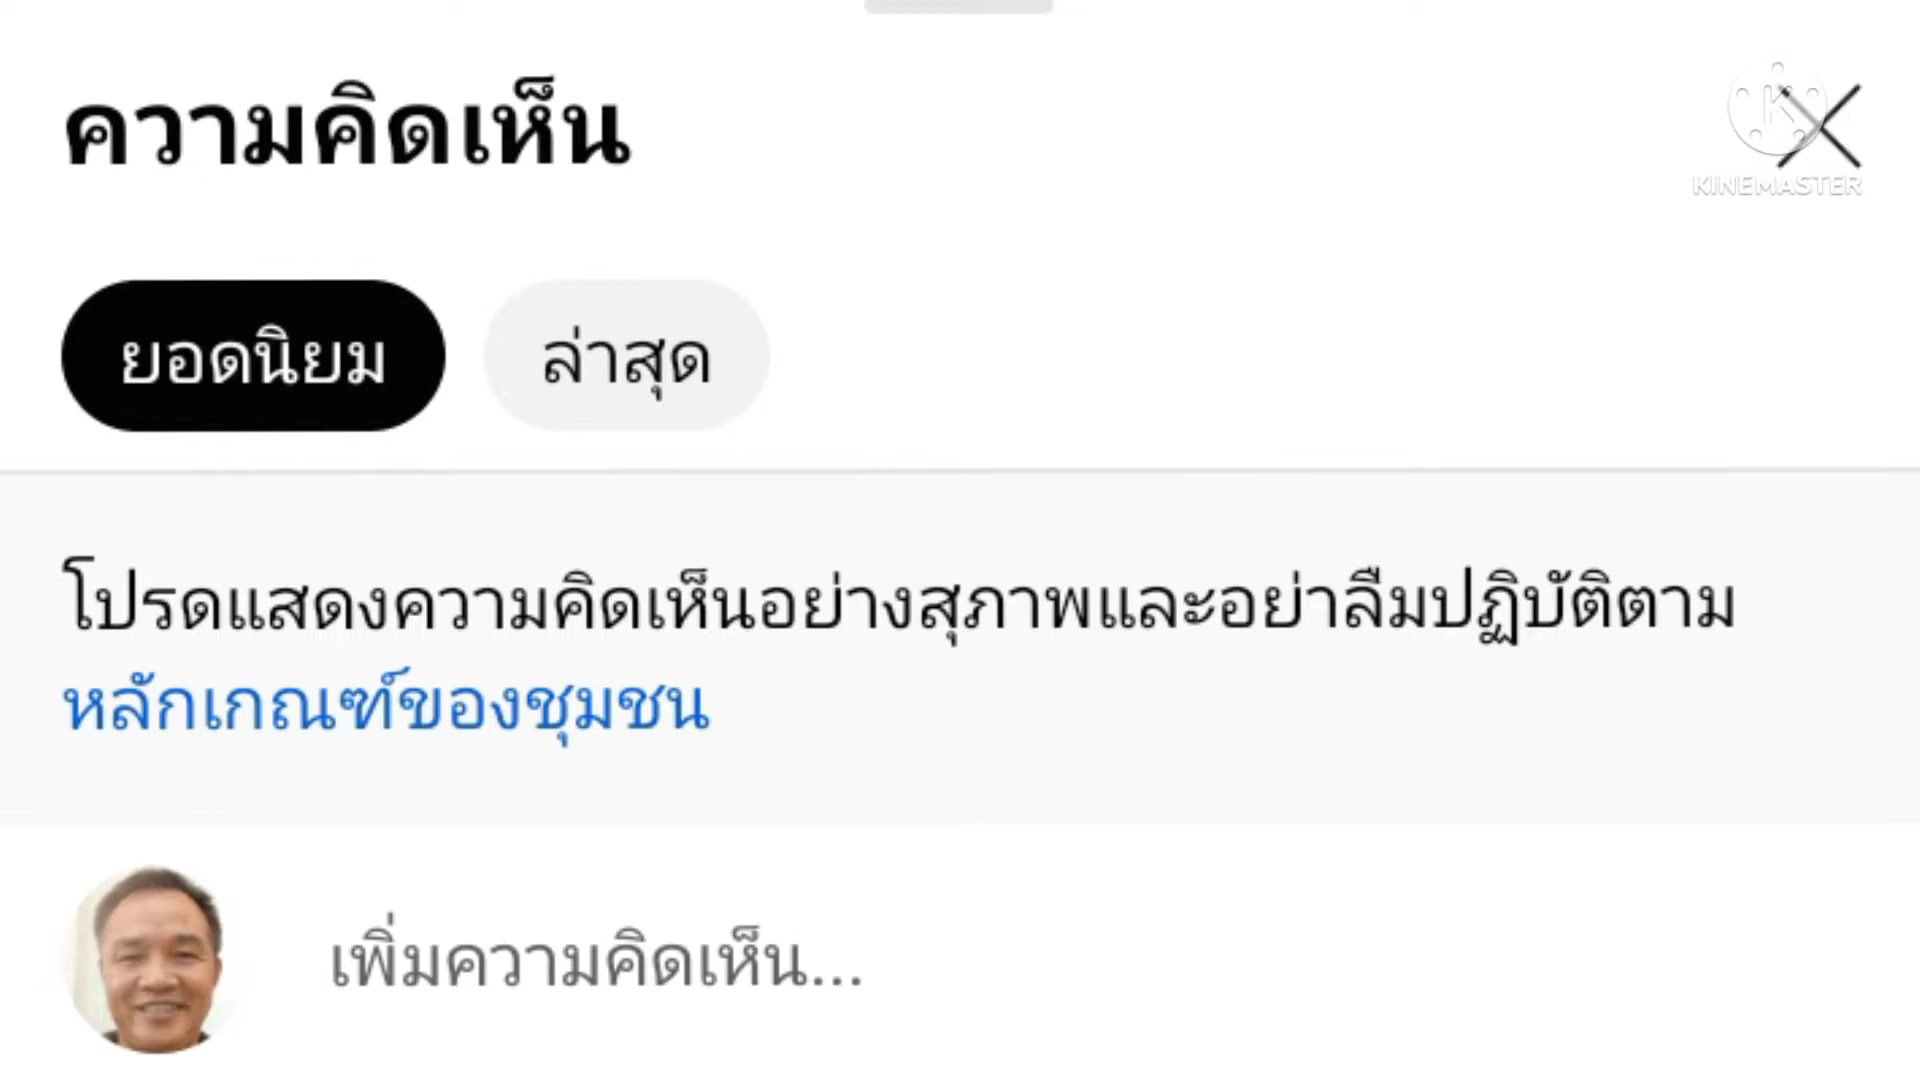 ความคิดเห็น
KINEMASTER
ยอดนิยม ล่าสุด
โปรดแสดงความคิดเห็นอย่างสุภาพและอย่าลืมปฏิบัติตาม
หลักเกณฑ์ของชุมชน
เพิ่มความคิดเห็น...